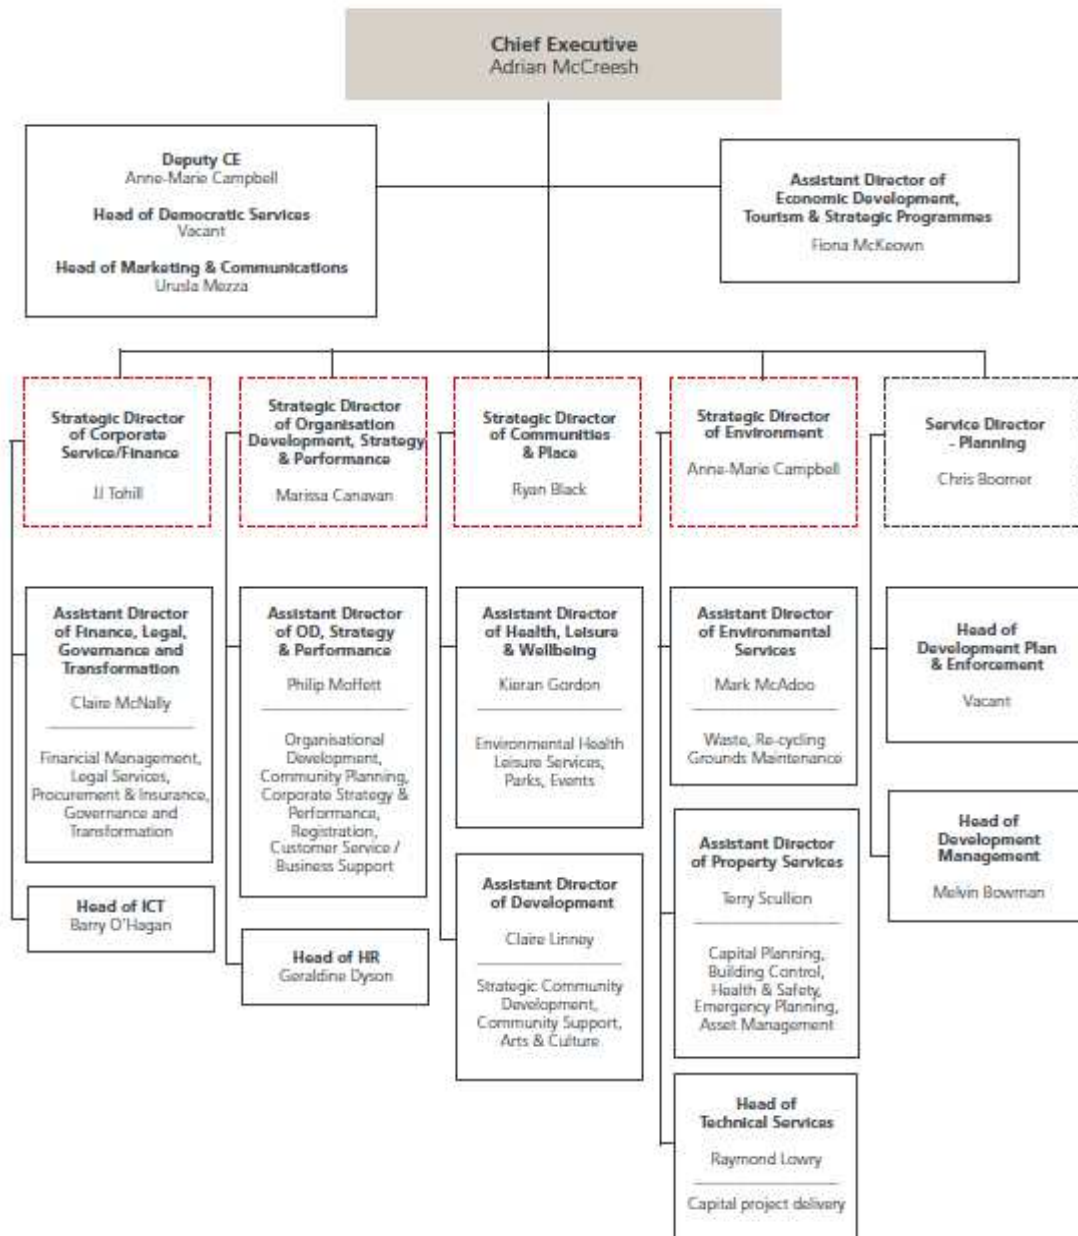 Chief Executive
Adrian McCreesh
Deputy CE
Anne-Marie Campbell
Head of Democratic Services
Vacant
Head of Marketing & Communications
Urusla Mezza
Assistant Director of
Economic Development,
Tourism & Strategic Programmes
Fiona McKeown
Strategic Director
of Corporate
Service/Finance
JJ Tohill
Strategic Director
of Organisation
Development, Strategy
& Performance
Marissa Canavan
Strategic Director
of Communities
& Place
Ryan Black
Strategic Director
of Environment
Anne-Marie Campbell
Service Director
- Planning
Chris Boomer
Assistant Director
of Finance, Legal,
Governance and
Transformation
Claire McNally
Financial Management,
Legal Services,
Procurement & Insurance,
Governance and
Transformation
Head of ICT
Barry O'Hagan
Assistant Director
of OD, Strategy
& Performance
Philip Moffett
Organisational
Development,
Community Planning,
Corporate Strategy &
Performance,
Registration,
Customer Service /
Business Support
Head of HR
Geraldine Dyson
Assistant Director
of Health, Leisure
& Wellbeing
Kieran Gordon
Environmental Health
Leisure Services,
Parks, Events
Assistant Director
of Development
Claire Linney
Strategic Community
Development,
Community Support,
Arts & Culture
Assistant Director
of Environmental
Services
Mark McAdoo
Waste, Re-cycling
Grounds Maintenance
Assistant Director
of Property Services
Terry Scullion
Capital Planning,
Building Control,
Health & Safety,
Emergency Planning,
Asset Management
Head of
Technical Services
Raymond Lowry
Capital project delivery
Head of
Development Plan
& Enforcement
Vacant
Head of
Development
Management
Melvin Bowman